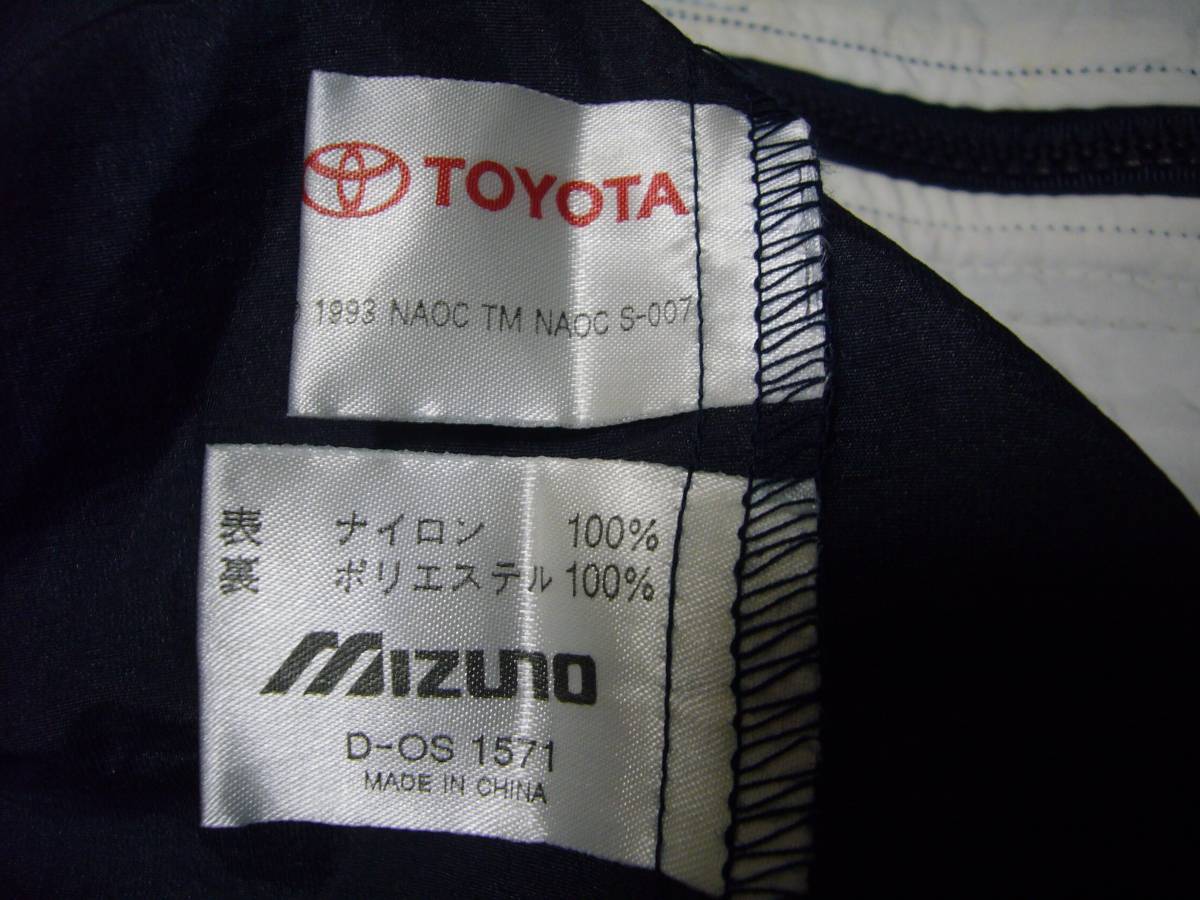 TOYOTA
1993 NAOC TM NAOC S-007
表 ナイロン 100%
裏 ポリエステル 100%
MIZUNO
D-OS 1571
MADE IN CHINA